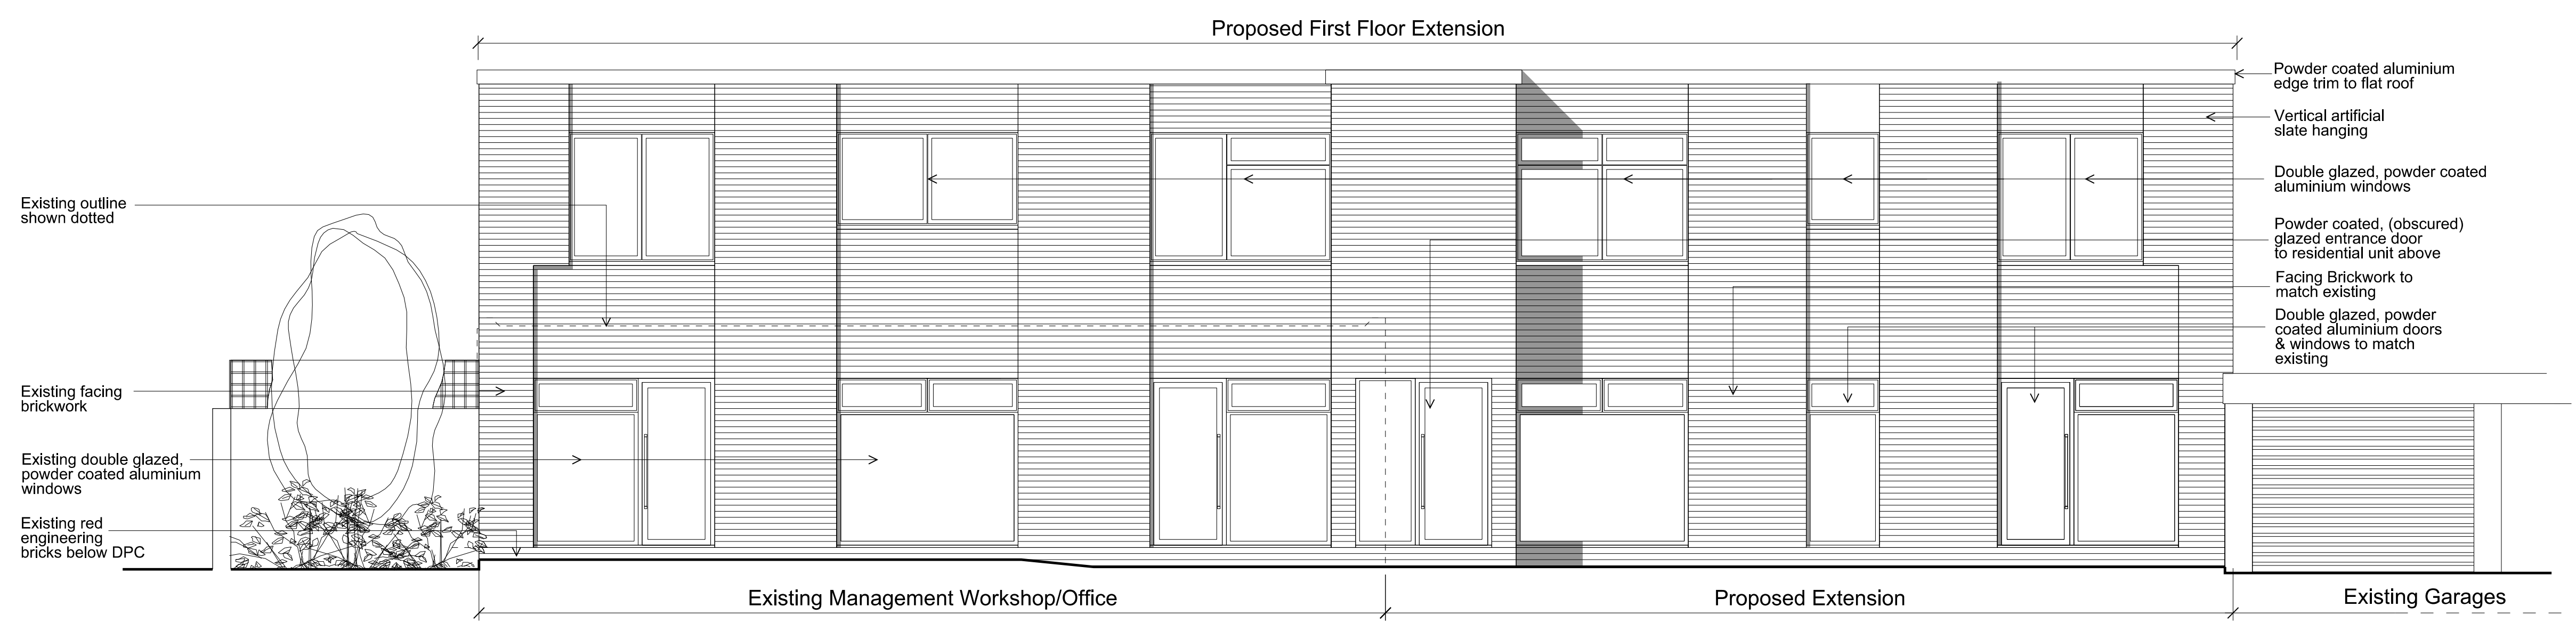 Proposed First Floor Extension
Existing outline
shown dotted
Existing facing
brickwork
Existing double glazed,
powder coated aluminium
windows
Existing red
engineering
bricks below DPC
Powder coated aluminium
edge trim to flat roof
Vertical artificial
slate hanging
Double glazed, powder coated
aluminium windows
Powder coated, (obscured)
glazed entrance door
to residential unit above
Facing Brickwork to
match existing
Double glazed, powder
coated aluminium doors
& windows to match
existing
Existing Management Workshop/Office
Proposed Extension
Existing Garages